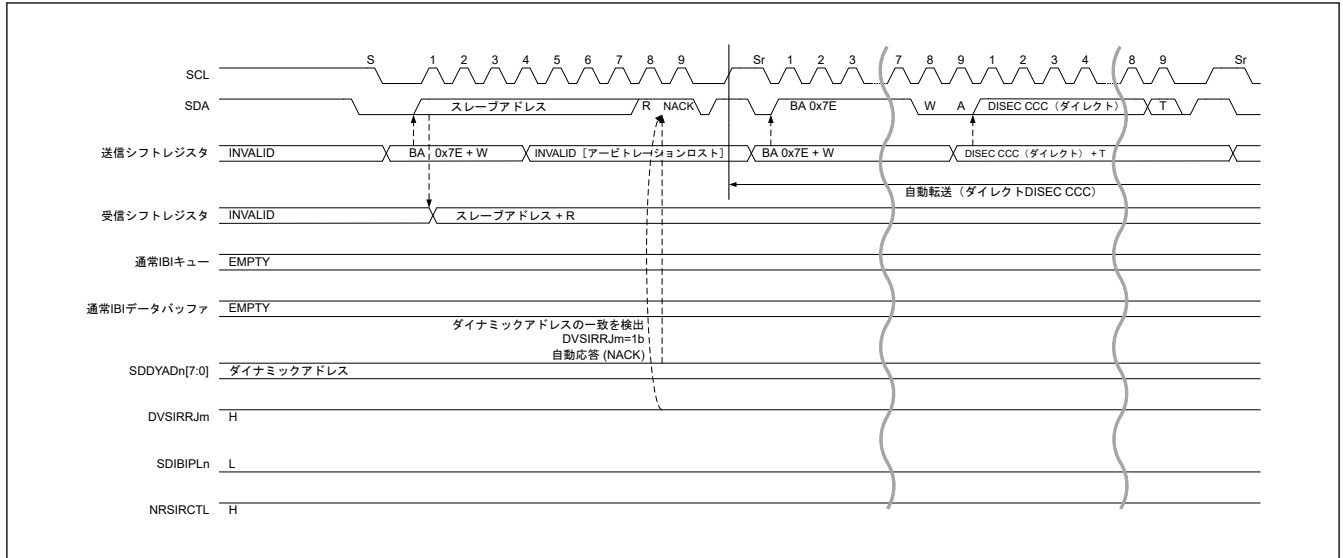 S 1 2 3 4 5 6 7 8 9 Sr 1 2 3 7 8 9 1 2 3 4 8 9 Sr
SCL
SDA スレーブアドレス R NACK BA 0x7E W A DISEC CCC（ダイレクト） T
送信シフトレジスタ INVALID BA 0x7E + W INVALID［アービトレーションロスト］ BA 0x7E + W DISEC CCC（ダイレクト）+ T
自動転送（ダイレクトDISEC CCC）
受信シフトレジスタ INVALID スレーブアドレス + R
通常IBIキュー EMPTY
通常IBIデータバッファ EMPTY
ダイナミックアドレスの一致を検出
DVSIRRJm=1b
自動応答 (NACK)
SDDYADn[7:0] ダイナミックアドレス
DVSIRRJm H
SDIBIPLn L
NRSIRCTL H